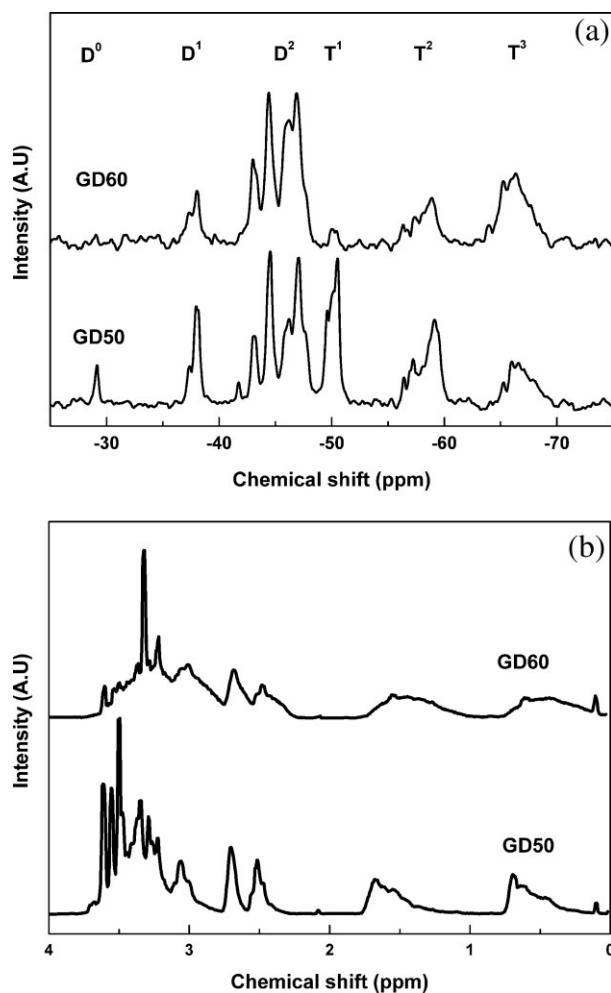 (a)
D⁰ D¹ D² T¹ T² T³
GD60
GD50
Intensity (A.U)
-30 -40 -50 -60 -70
Chemical shift (ppm)
(b)
GD60
GD50
Intensity (A.U)
4 3 2 1 0
Chemical shift (ppm)